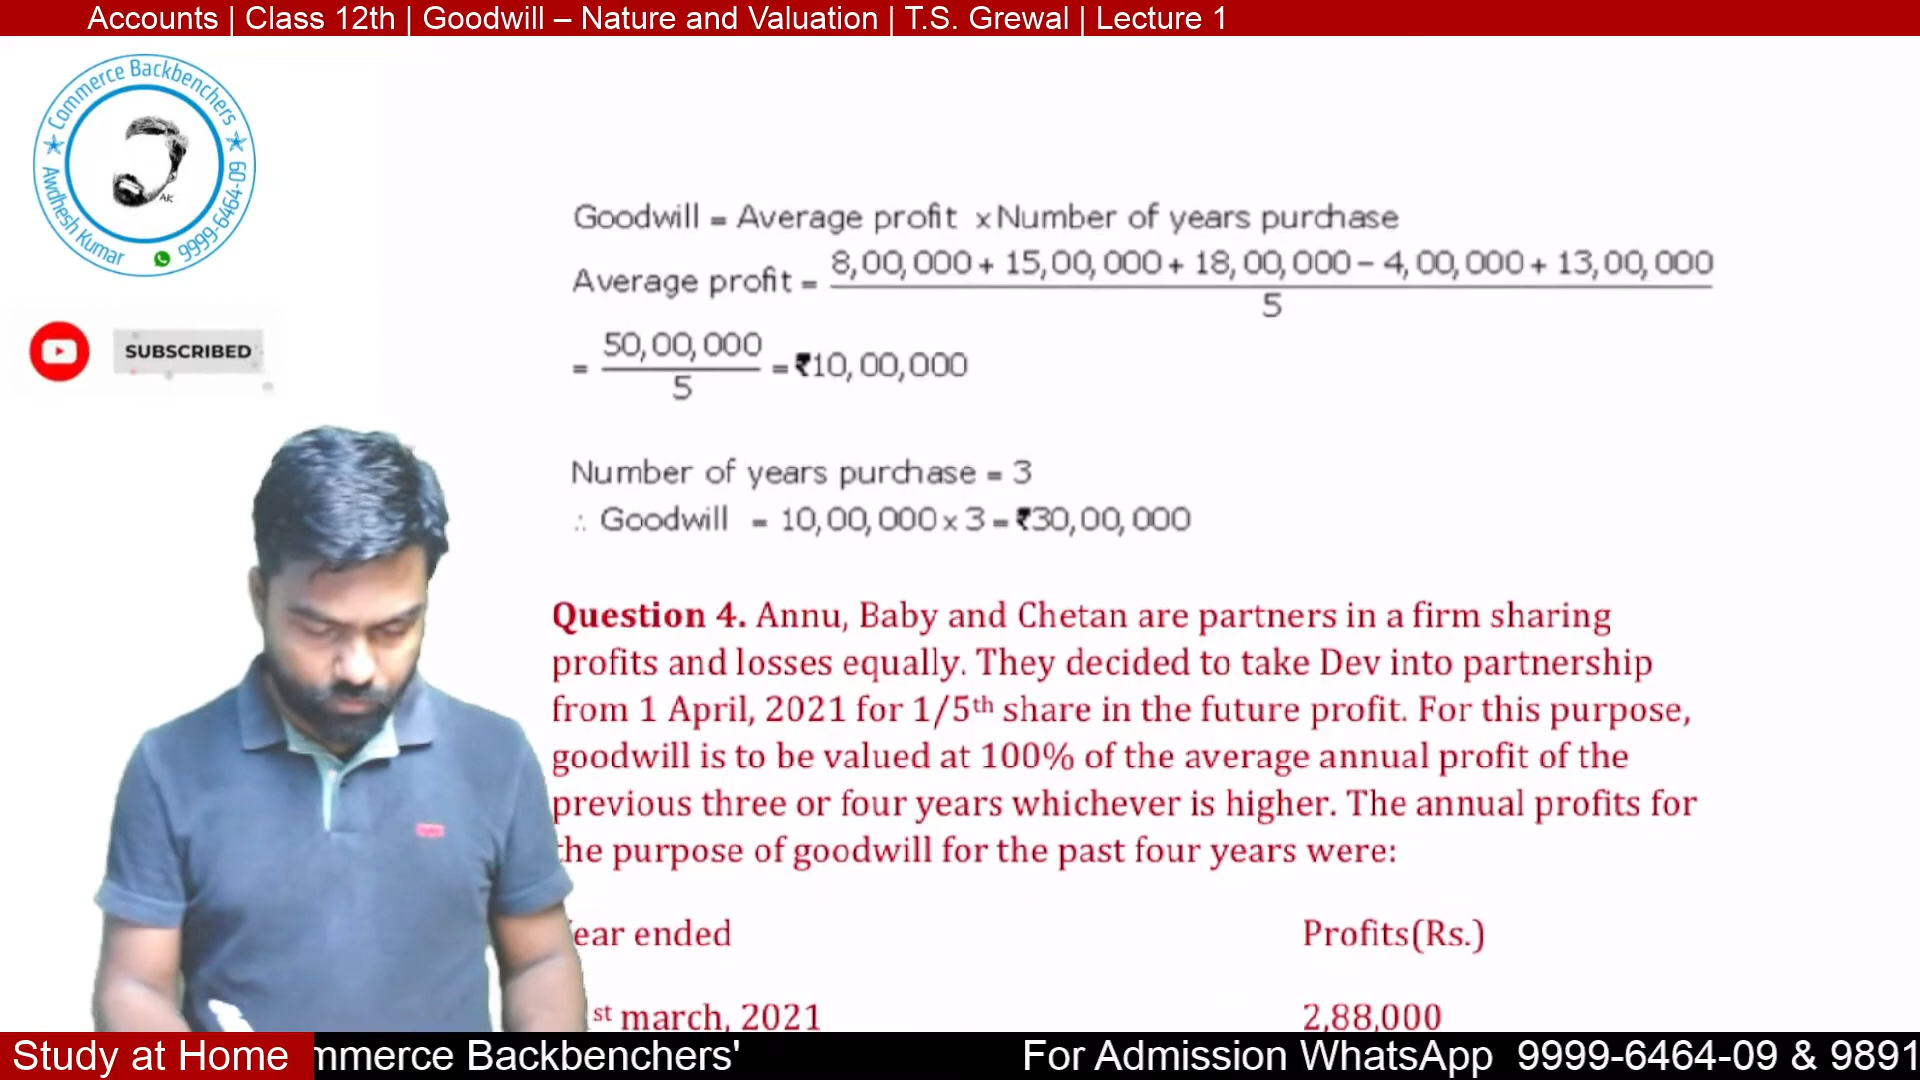 Accounts | Class 12th | Goodwill – Nature and Valuation | T.S. Grewal | Lecture 1
Commerce Backbenchers
Awdhesh Kumar
9999-6464-09
AK
SUBSCRIBED
Goodwill = Average profit × Number of years purchase
Average profit = 8,00,000 + 15,00,000 + 18,00,000 – 4,00,000 + 13,00,000
5
= 50,00,000
5
= ₹10,00,000
Number of years purchase = 3
∴ Goodwill = 10,00,000 × 3 = ₹30,00,000
Question 4. Annu, Baby and Chetan are partners in a firm sharing
profits and losses equally. They decided to take Dev into partnership
from 1 April, 2021 for 1/5th share in the future profit. For this purpose,
goodwill is to be valued at 100% of the average annual profit of the
previous three or four years whichever is higher. The annual profits for
the purpose of goodwill for the past four years were:
ear ended Profits(Rs.)
st march, 2021 2,88,000
Study at Home mmerce Backbenchers' For Admission WhatsApp 9999-6464-09 & 9891